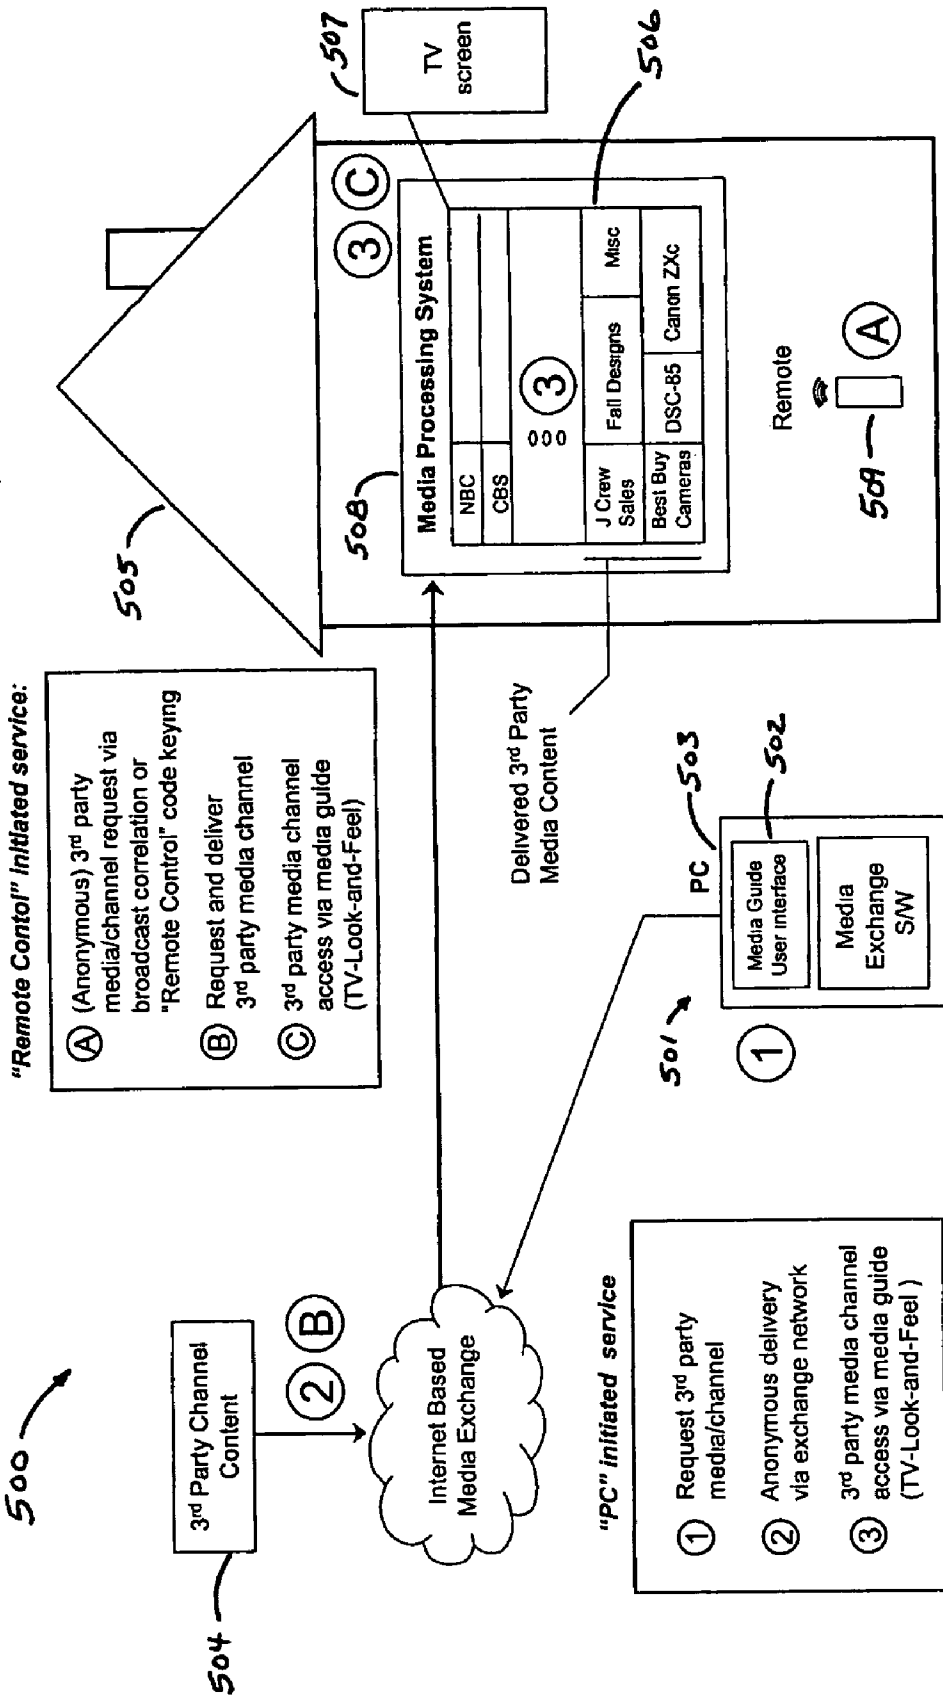 500
504
3rd Party Channel
Content
2
B
Internet Based
Media Exchange
"PC" initiated service
1 Request 3rd party
media/channel
2 Anonymous delivery
via exchange network
3 3rd party media channel
access via media guide
(TV-Look-and-Feel )
"Remote Contol" initiated service:
A (Anonymous) 3rd party
media/channel request via
broadcast correlation or
"Remote Control" code keying
B Request and deliver
3rd party media channel
C 3rd party media channel
access via media guide
(TV-Look-and-Feel)
Delivered 3rd Party
Media Content
501
1
PC
503
502
Media Guide
User interface
Media
Exchange
S/W
505
508
3
C
Media Processing System
NBC
CBS
000
3
J Crew
Sales
Fall Designs
Misc
Best Buy
Cameras
DSC-85
Canon ZXc
507
TV
screen
506
Remote
509
A